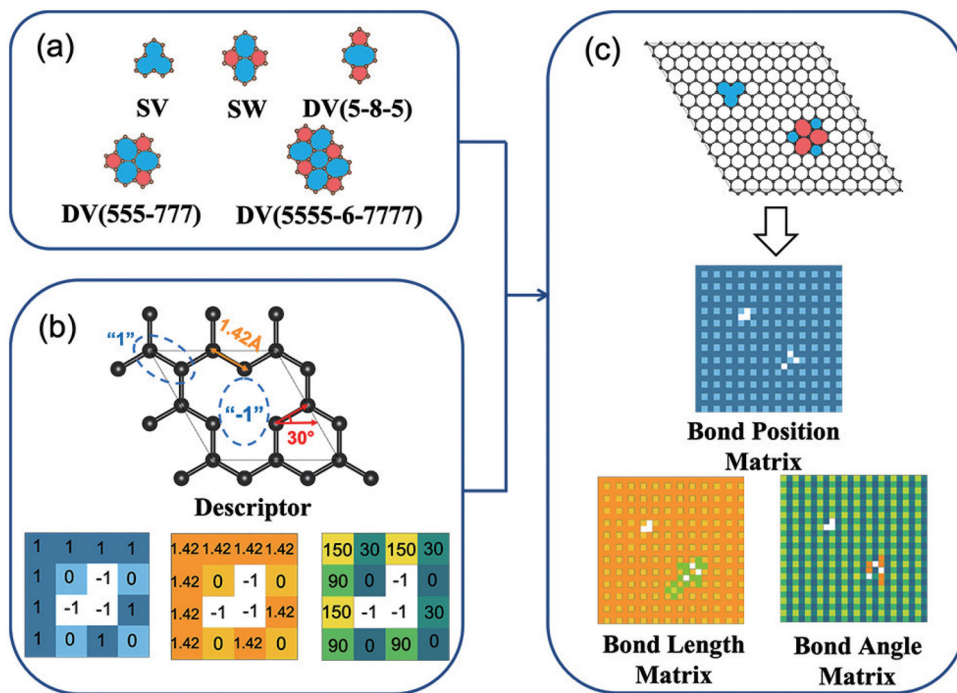 (a)
SV SW DV(5-8-5)
DV(555-777) DV(5555-6-7777)
(b)
“1”
1.42Å
“-1”
30°
Descriptor
1 1 1 1
1 0 -1 0
1 -1 -1 1
1 0 1 0
1.42 1.42 1.42 1.42
1.42 0 -1 0
1.42 -1 -1 1.42
1.42 0 1.42 0
150 30 150 30
90 0 -1 0
150 -1 -1 30
90 0 90 0
(c)
Bond Position
Matrix
Bond Length
Matrix
Bond Angle
Matrix